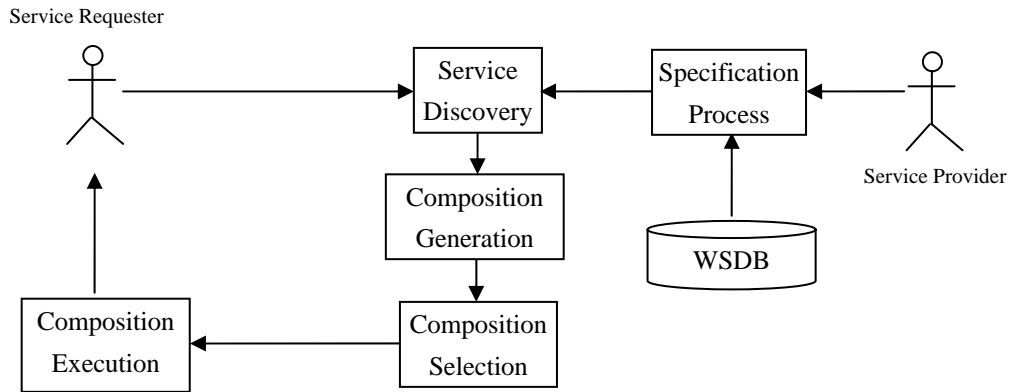 Service Requester
Service
Discovery
Specification
Process
Service Provider
Composition
Generation
WSDB
Composition
Execution
Composition
Selection